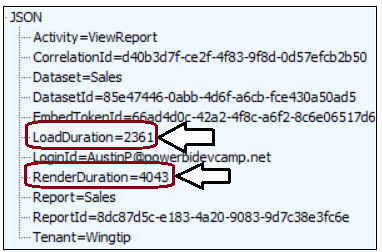 JSON
Activity=ViewReport
CorrelationId=d40b3d7f-ce2f-4f83-9f8d-0d57efcb2b50
Dataset=Sales
DatasetId=85e47446-0abb-4d6f-a6cb-fce430a50ad5
EmbedTokenId=66ad4d0c-42a2-4f8c-a6f2-8c6e06517d6
LoadDuration=2361
LoginId=AustinP@powerbidevcamp.net
RenderDuration=4043
Report=Sales
ReportId=8dc87d5c-e183-4a20-9083-9d7c38e3fc6e
Tenant=Wingtip